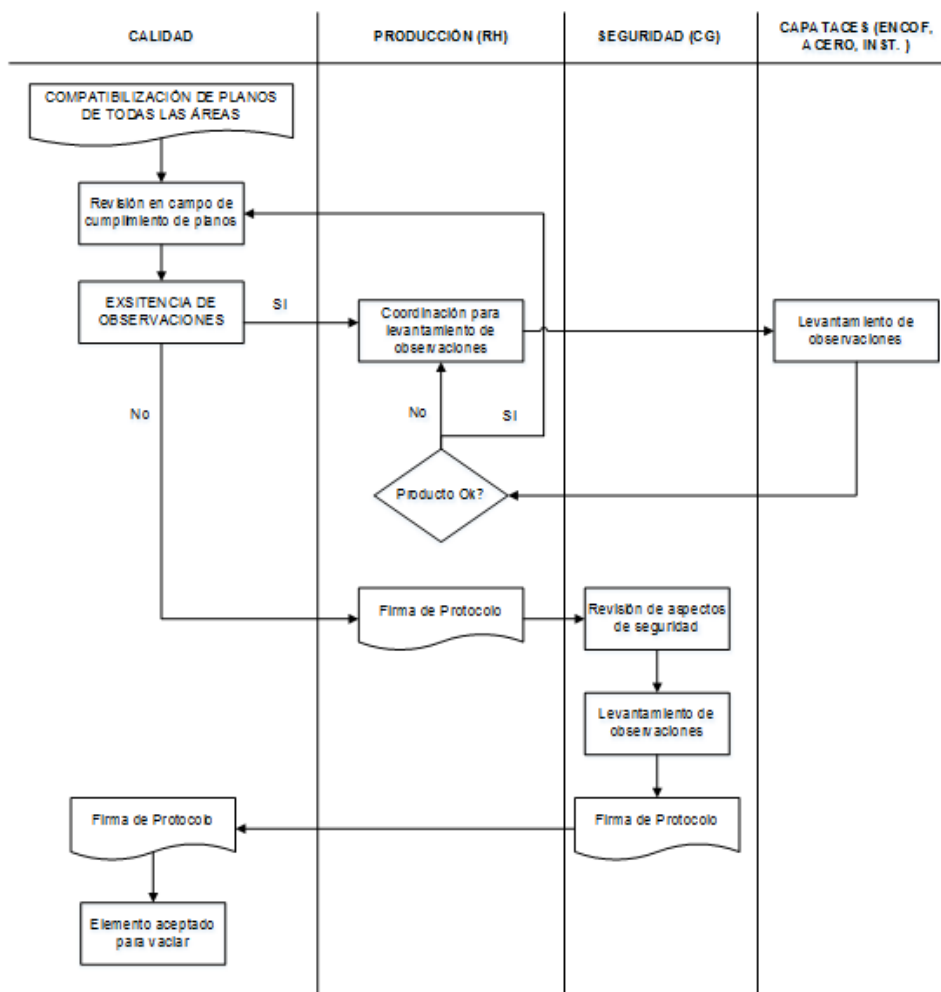 CALIDAD
PRODUCCIÓN (RH)
SEGURIDAD (CG)
CAPATACES (ENCOF,
ACERO, INST. )
COMPATIBILIZACIÓN DE PLANOS
DE TODAS LAS ÁREAS
Revisión en campo de
cumplimiento de planos
EXSITENCIA DE
OBSERVACIONES
SI
Coordinación para
levantamiento de
observaciones
Levantamiento de
observaciones
No
No
SI
Producto Ok?
Firma de Protocolo
Revisión de aspectos
de seguridad
Levantamiento de
observaciones
Firma de Protocolo
Firma de Protocolo
Elemento aceptado
para vaciar